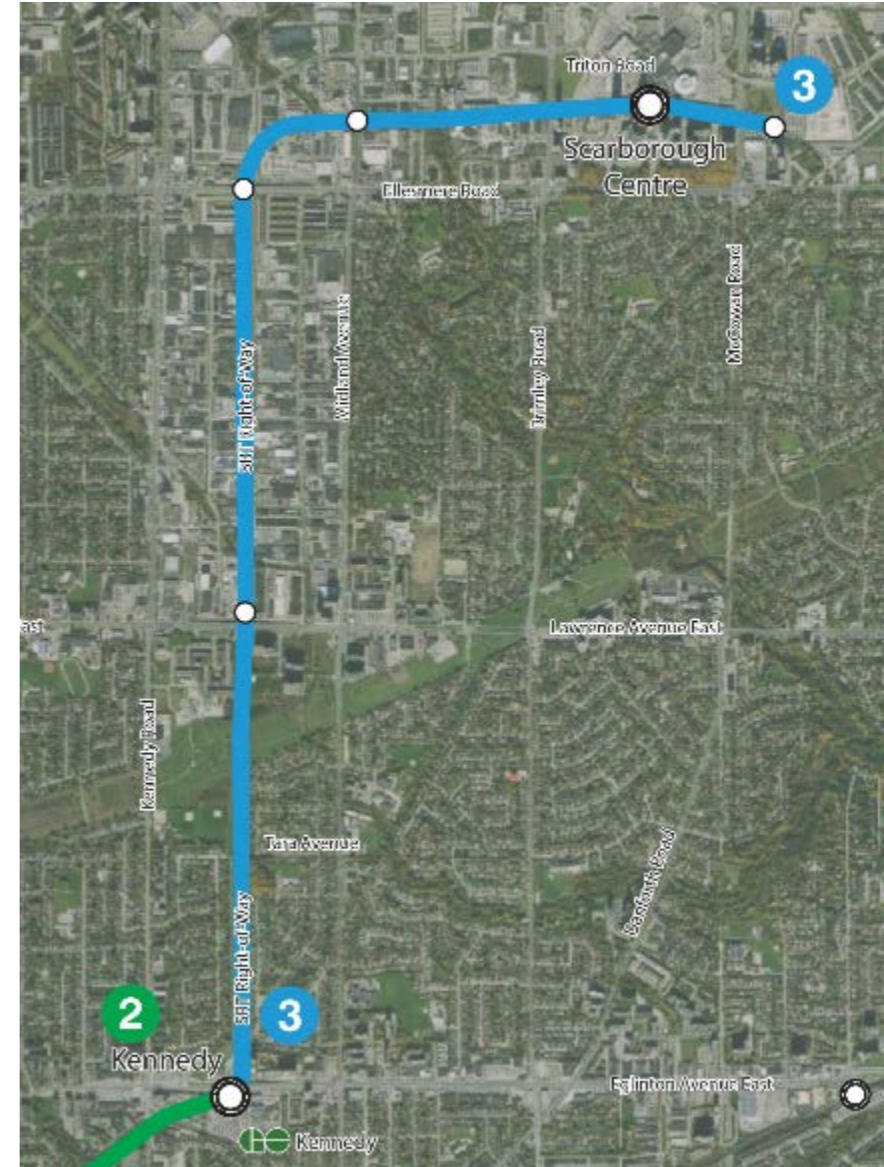 Triton Road
3
Scarborough
Centre
Ellesmere Road
McCowan Road
Midland Avenue
Brimley Road
SRT Right-of-Way
ast
Lawrence Avenue East
Kennedy Road
Tara Avenue
Danforth Road
SRT Right-of-Way
2
3
Kennedy
Eglinton Avenue East
GO Kennedy